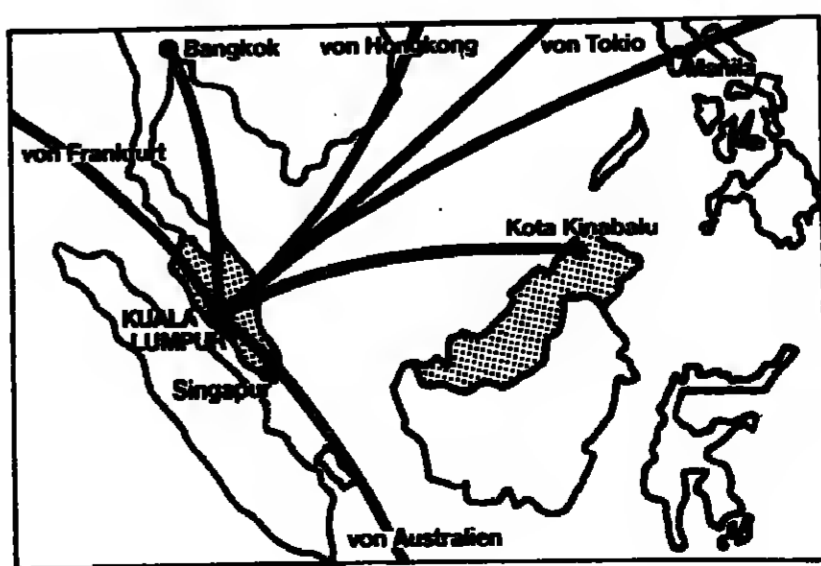 Bangkok
von Hongkong
von Tokio
Manila
von Frankfurt
Kota Kinabalu
KUALA
LUMPUR
Singapur
von Australien